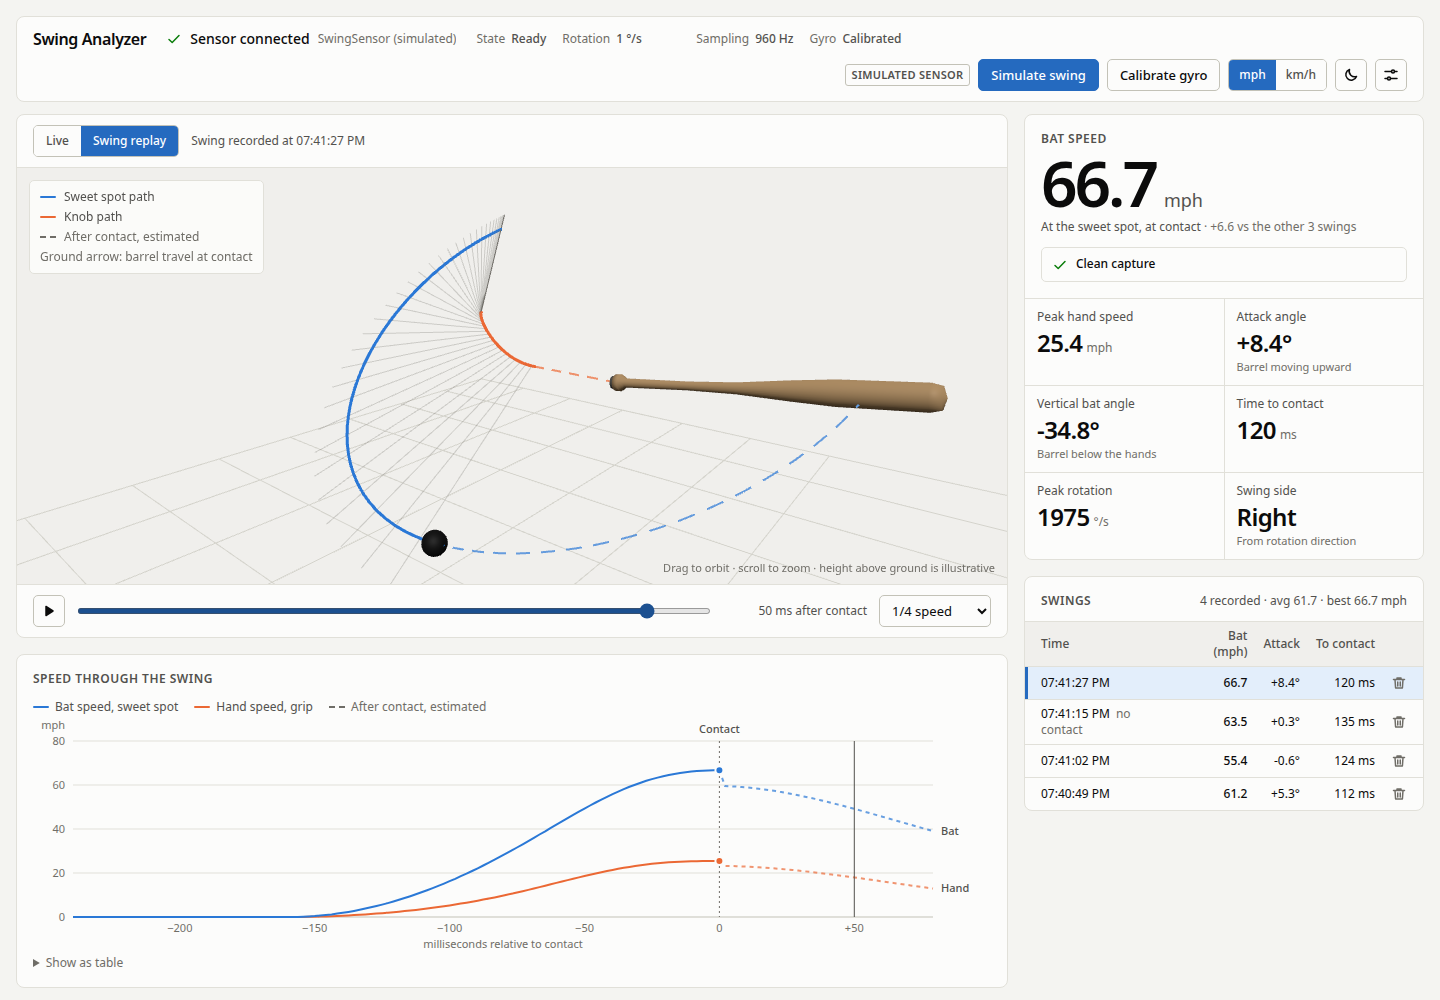 Swing Analyzer
Sensor connected SwingSensor (simulated) State Ready Rotation 1 °/s Sampling 960 Hz Gyro Calibrated
SIMULATED SENSOR Simulate swing Calibrate gyro mph km/h
Live Swing replay Swing recorded at 07:41:27 PM
Sweet spot path
Knob path
After contact, estimated
Ground arrow: barrel travel at contact
Drag to orbit · scroll to zoom · height above ground is illustrative
50 ms after contact 1/4 speed
SPEED THROUGH THE SWING
Bat speed, sweet spot Hand speed, grip After contact, estimated
mph
Contact
80
60
40
20
0
Bat
Hand
−200 −150 −100 −50 0 +50
milliseconds relative to contact
Show as table
BAT SPEED
66.7 mph
At the sweet spot, at contact · +6.6 vs the other 3 swings
Clean capture
Peak hand speed
25.4 mph
Attack angle
+8.4°
Barrel moving upward
Vertical bat angle
-34.8°
Barrel below the hands
Time to contact
120 ms
Peak rotation
1975 °/s
Swing side
Right
From rotation direction
SWINGS 4 recorded · avg 61.7 · best 66.7 mph
Time Bat (mph) Attack To contact
07:41:27 PM 66.7 +8.4° 120 ms
07:41:15 PM no contact 63.5 +0.3° 135 ms
07:41:02 PM 55.4 -0.6° 124 ms
07:40:49 PM 61.2 +5.3° 112 ms